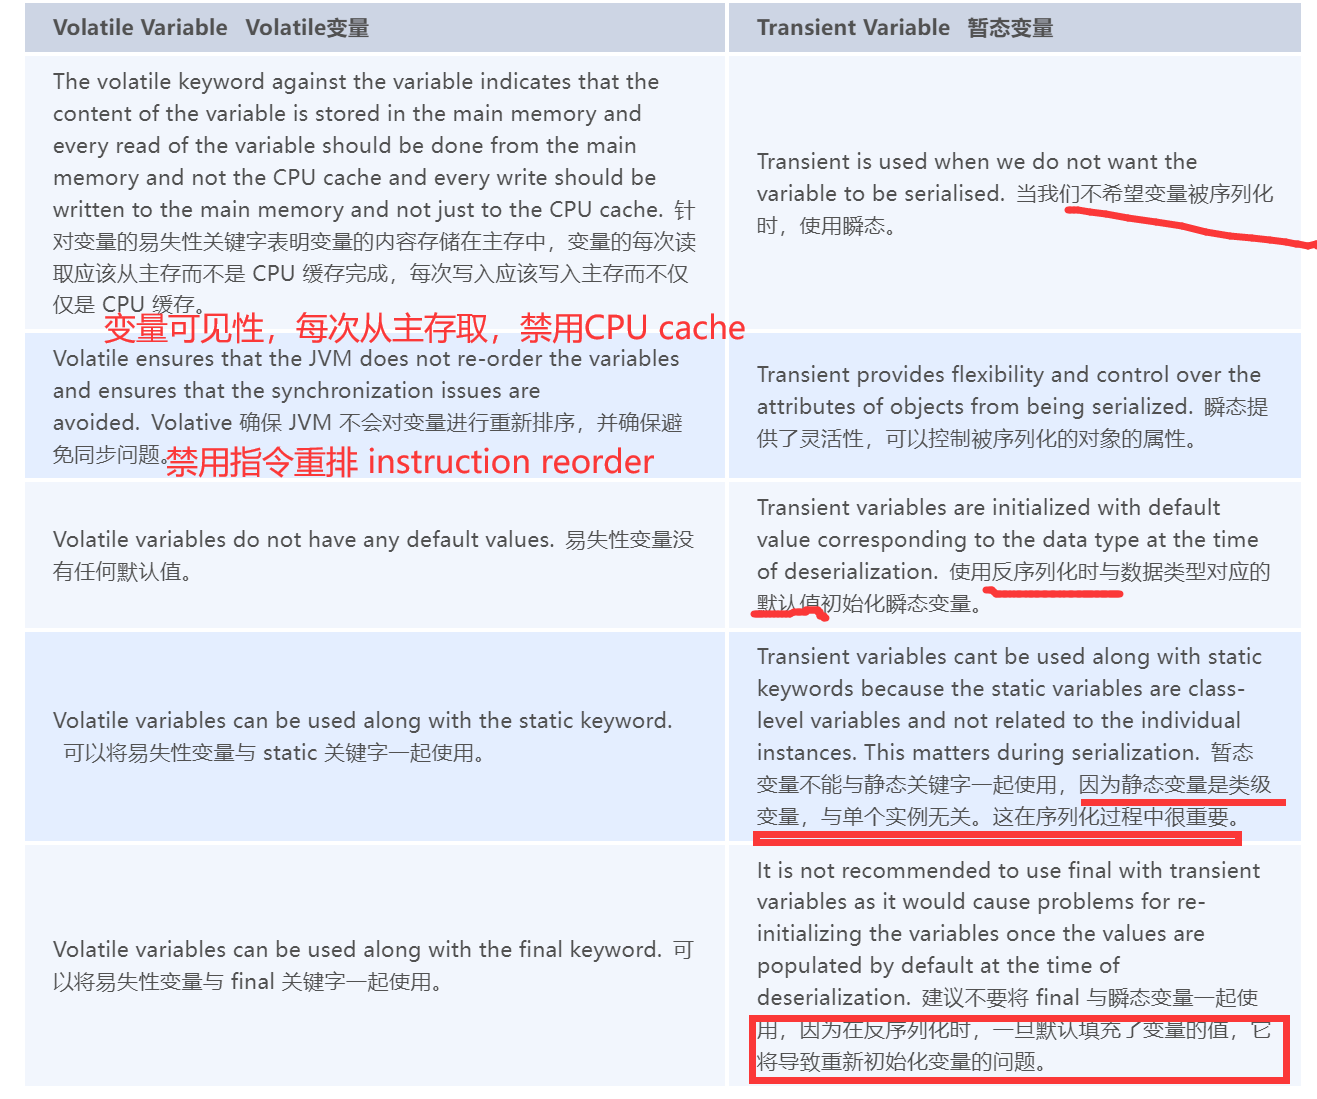 Volatile Variable Volatile变量
Transient Variable 暂态变量
The volatile keyword against the variable indicates that the
content of the variable is stored in the main memory and
every read of the variable should be done from the main
memory and not the CPU cache and every write should be
written to the main memory and not just to the CPU cache. 针
对变量的易失性关键字表明变量的内容存储在主存中，变量的每次读
取应该从主存而不是 CPU 缓存完成，每次写入应该写入主存而不仅
仅是 CPU 缓存。
变量可见性，每次从主存取，禁用CPU cache
Transient is used when we do not want the
variable to be serialised. 当我们不希望变量被序列化
时，使用瞬态。
Volatile ensures that the JVM does not re-order the variables
and ensures that the synchronization issues are
avoided. Volative 确保 JVM 不会对变量进行重新排序，并确保避
免同步问题。
禁用指令重排 instruction reorder
Transient provides flexibility and control over the
attributes of objects from being serialized. 瞬态提
供了灵活性，可以控制被序列化的对象的属性。
Volatile variables do not have any default values. 易失性变量没
有任何默认值。
Transient variables are initialized with default
value corresponding to the data type at the time
of deserialization. 使用反序列化时与数据类型对应的
默认值初始化瞬态变量。
Volatile variables can be used along with the static keyword.
可以将易失性变量与 static 关键字一起使用。
Transient variables cant be used along with static
keywords because the static variables are class-
level variables and not related to the individual
instances. This matters during serialization. 暂态
变量不能与静态关键字一起使用，因为静态变量是类级
变量，与单个实例无关。这在序列化过程中很重要。
Volatile variables can be used along with the final keyword. 可
以将易失性变量与 final 关键字一起使用。
It is not recommended to use final with transient
variables as it would cause problems for re-
initializing the variables once the values are
populated by default at the time of
deserialization. 建议不要将 final 与瞬态变量一起使
用，因为在反序列化时，一旦默认填充了变量的值，它
将导致重新初始化变量的问题。